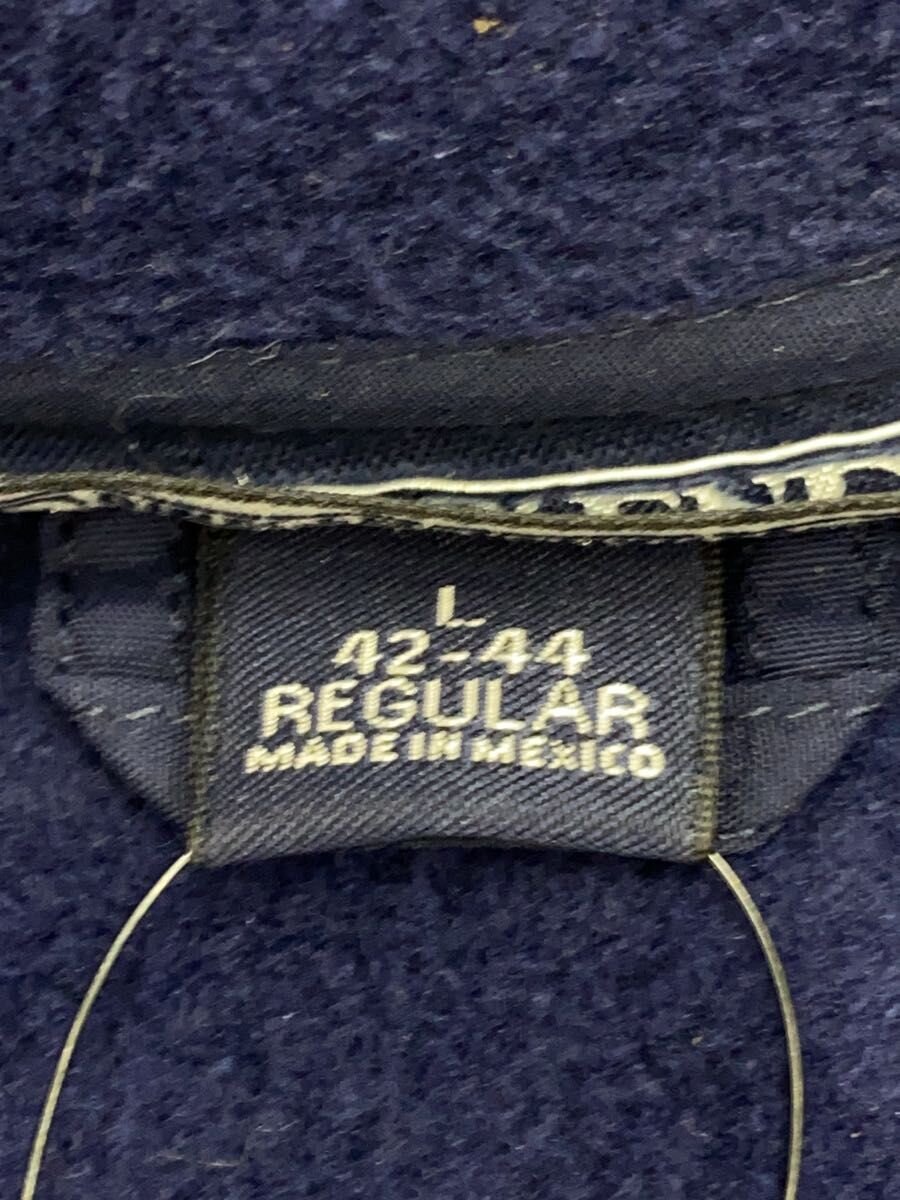 L
42-44
REGULAR
MADE IN MEXICO